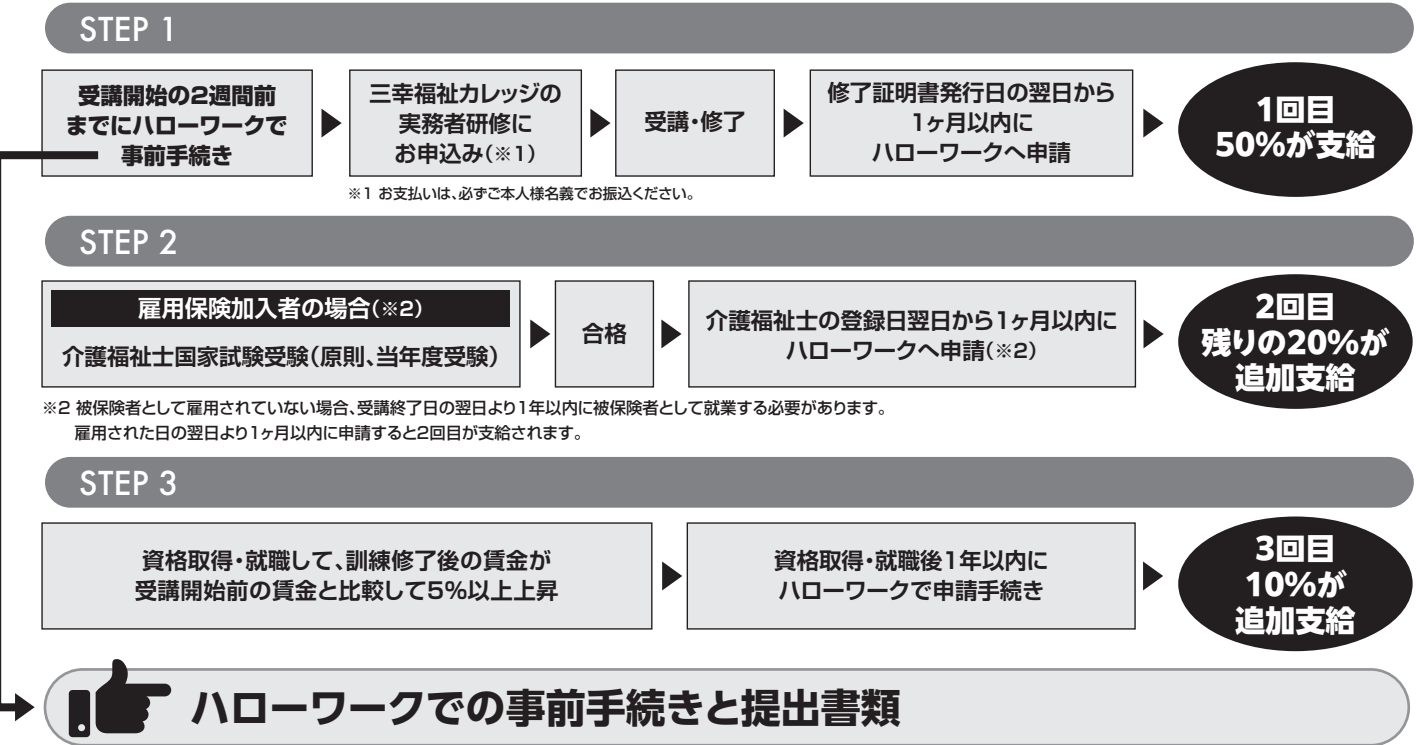 STEP 1
受講開始の2週間前
までにハローワークで
事前手続き
三幸福祉カレッジの
実務者研修に
お申込み(※1)
受講・修了
修了証明書発行日の翌日から
1ヶ月以内に
ハローワークへ申請
1回目
50%が支給
※1 お支払いは、必ずご本人様名義でお振込ください。
STEP 2
雇用保険加入者の場合(※2)
介護福祉士国家試験受験(原則、当年度受験)
合格
介護福祉士の登録日翌日から1ヶ月以内に
ハローワークへ申請(※2)
2回目
残りの20%が
追加支給
※2 被保険者として雇用されていない場合、受講終了日の翌日より1年以内に被保険者として就業する必要があります。
雇用された日の翌日より1ヶ月以内に申請すると2回目が支給されます。
STEP 3
資格取得・就職して、訓練修了後の賃金が
受講開始前の賃金と比較して5%以上上昇
資格取得・就職後1年以内に
ハローワークで申請手続き
3回目
10%が
追加支給
ハローワークでの事前手続きと提出書類